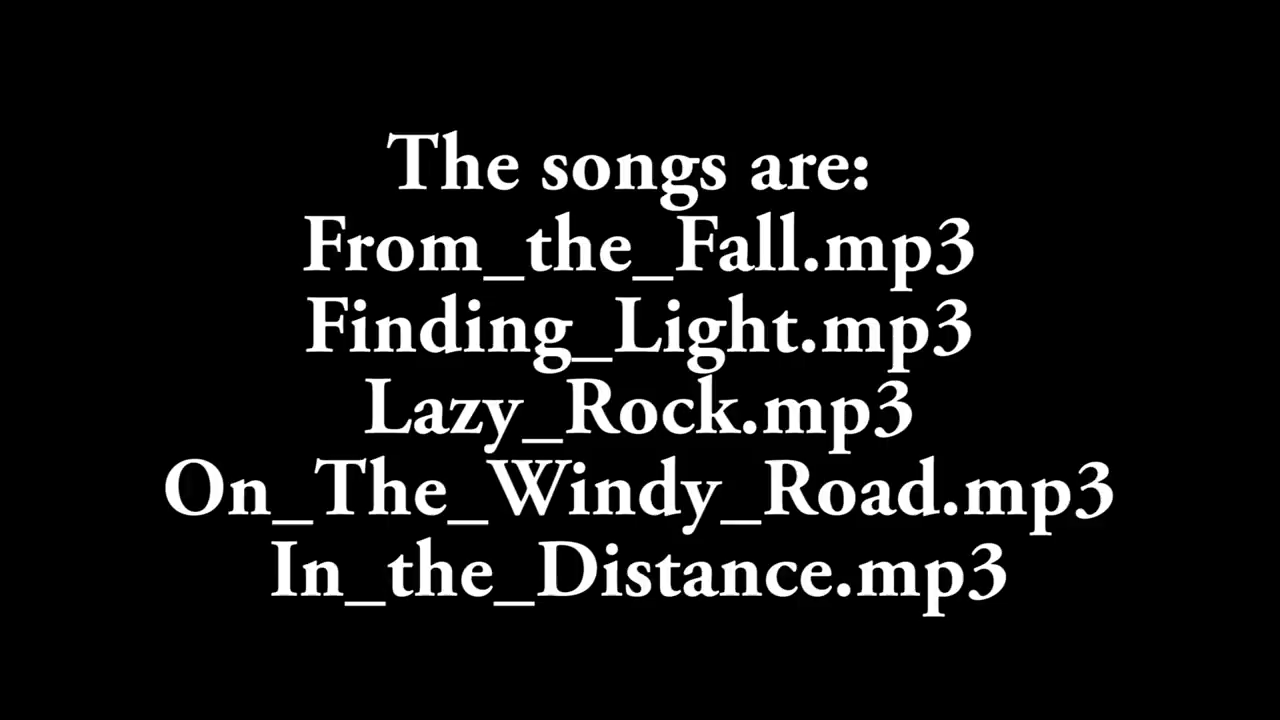 The songs are:
From_the_Fall.mp3
Finding_Light.mp3
Lazy_Rock.mp3
On_The_Windy_Road.mp3
In_the_Distance.mp3